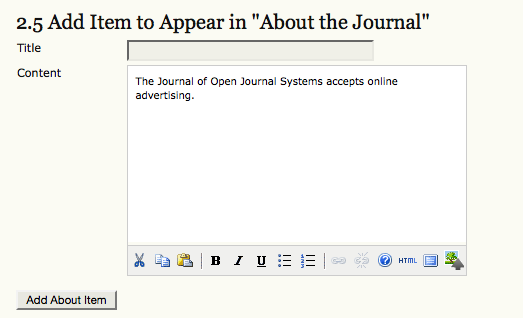 2.5 Add Item to Appear in "About the Journal"
Title
Content
The Journal of Open Journal Systems accepts online
advertising.
B I U HTML
Add About Item